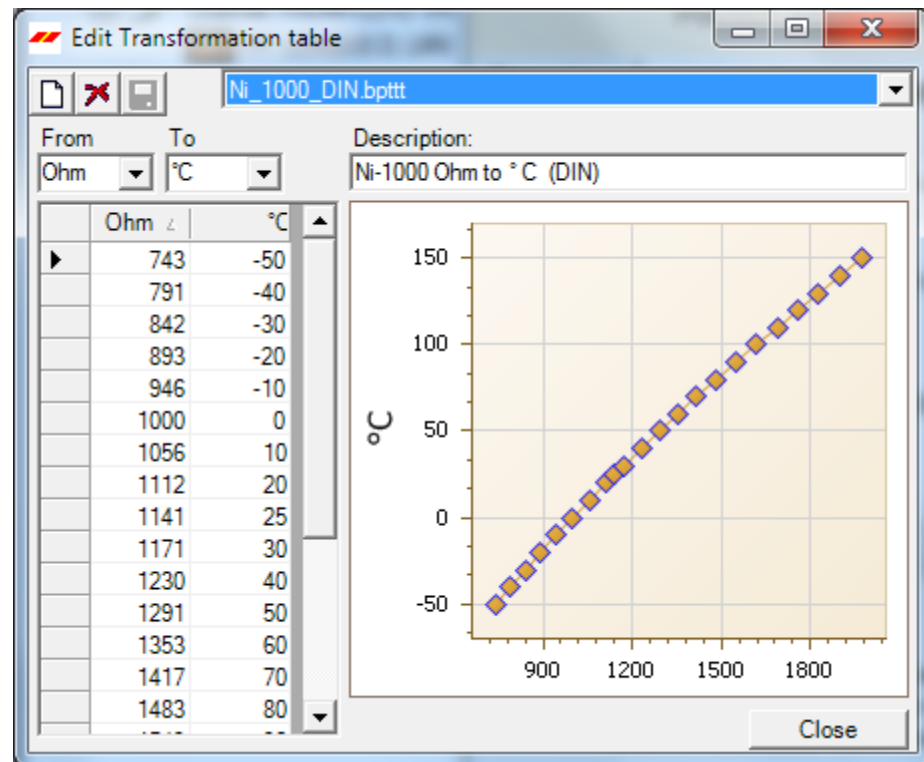 Edit Transformation table
Ni_1000_DIN.bpttt
From To Description:
Ohm °C Ni-1000 Ohm to ° C (DIN)
Ohm °C
743 -50
791 -40
842 -30
893 -20
946 -10
1000 0
1056 10
1112 20
1141 25
1171 30
1230 40
1291 50
1353 60
1417 70
1483 80
150
100
50
0
-50
°C
900 1200 1500 1800
Close